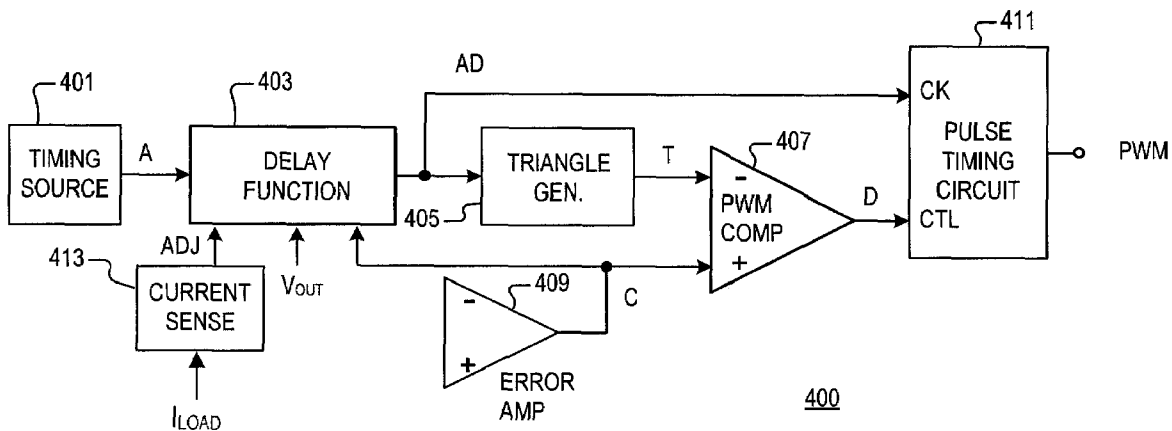 411
AD
401
403
CK
TIMING
SOURCE
A
DELAY
FUNCTION
TRIANGLE
GEN.
405
T
407
-
PWM
COMP
+
D
PULSE
TIMING
CIRCUIT
PWM
CTL
ADJ
413
CURRENT
SENSE
VOUT
409
-
+
C
ERROR
AMP
ILOAD
400